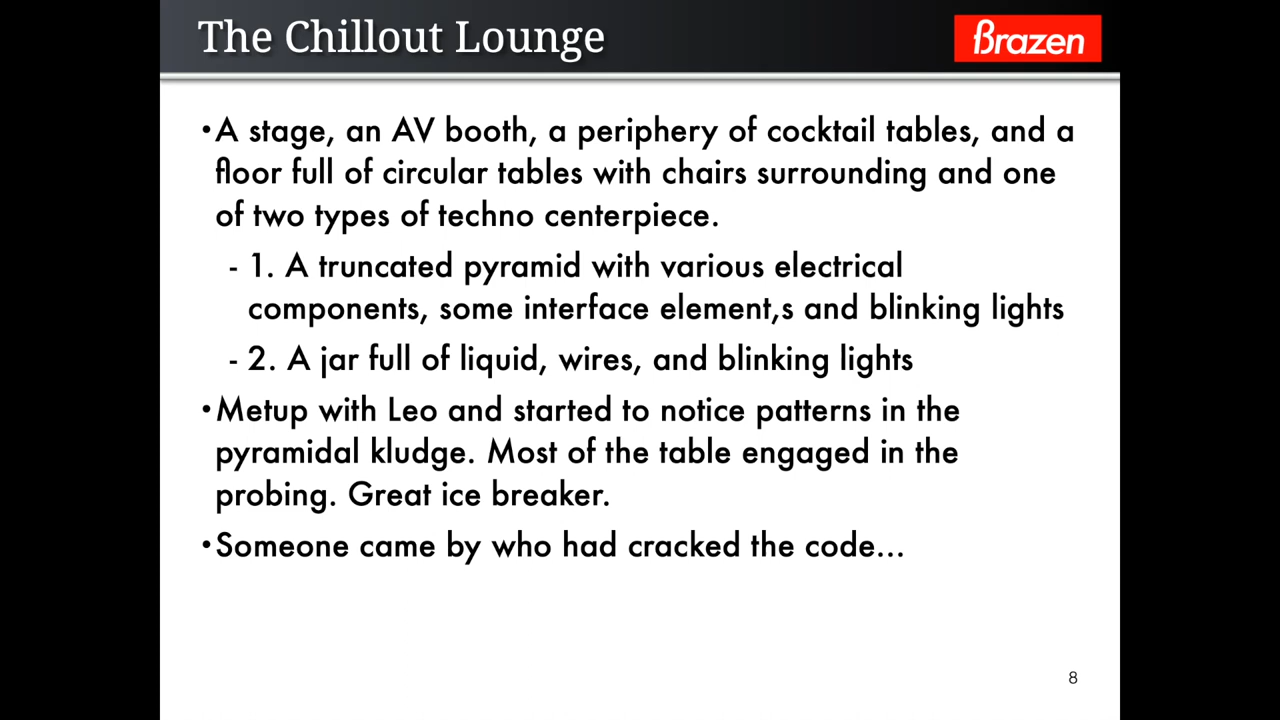 The Chillout Lounge
Brazen
•A stage, an AV booth, a periphery of cocktail tables, and a
floor full of circular tables with chairs surrounding and one
of two types of techno centerpiece.
- 1. A truncated pyramid with various electrical
components, some interface element,s and blinking lights
- 2. A jar full of liquid, wires, and blinking lights
•Metup with Leo and started to notice patterns in the
pyramidal kludge. Most of the table engaged in the
probing. Great ice breaker.
•Someone came by who had cracked the code...
8